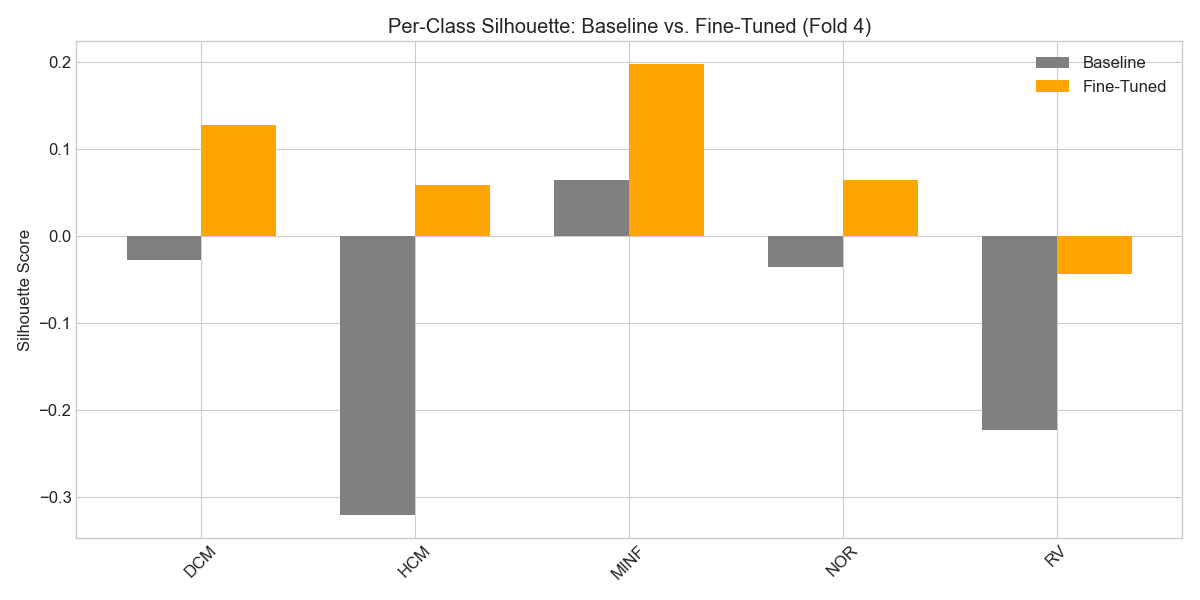 Per-Class Silhouette: Baseline vs. Fine-Tuned (Fold 4)
Baseline
Fine-Tuned
Silhouette Score
0.2
0.1
0.0
−0.1
−0.2
−0.3
DCM
HCM
MINF
NOR
RV